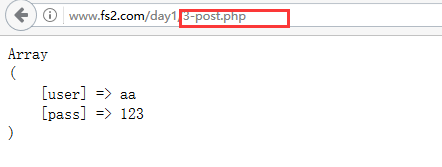 www.fs2.com/day1/3-post.php
Array
(
    [user] => aa
    [pass] => 123
)